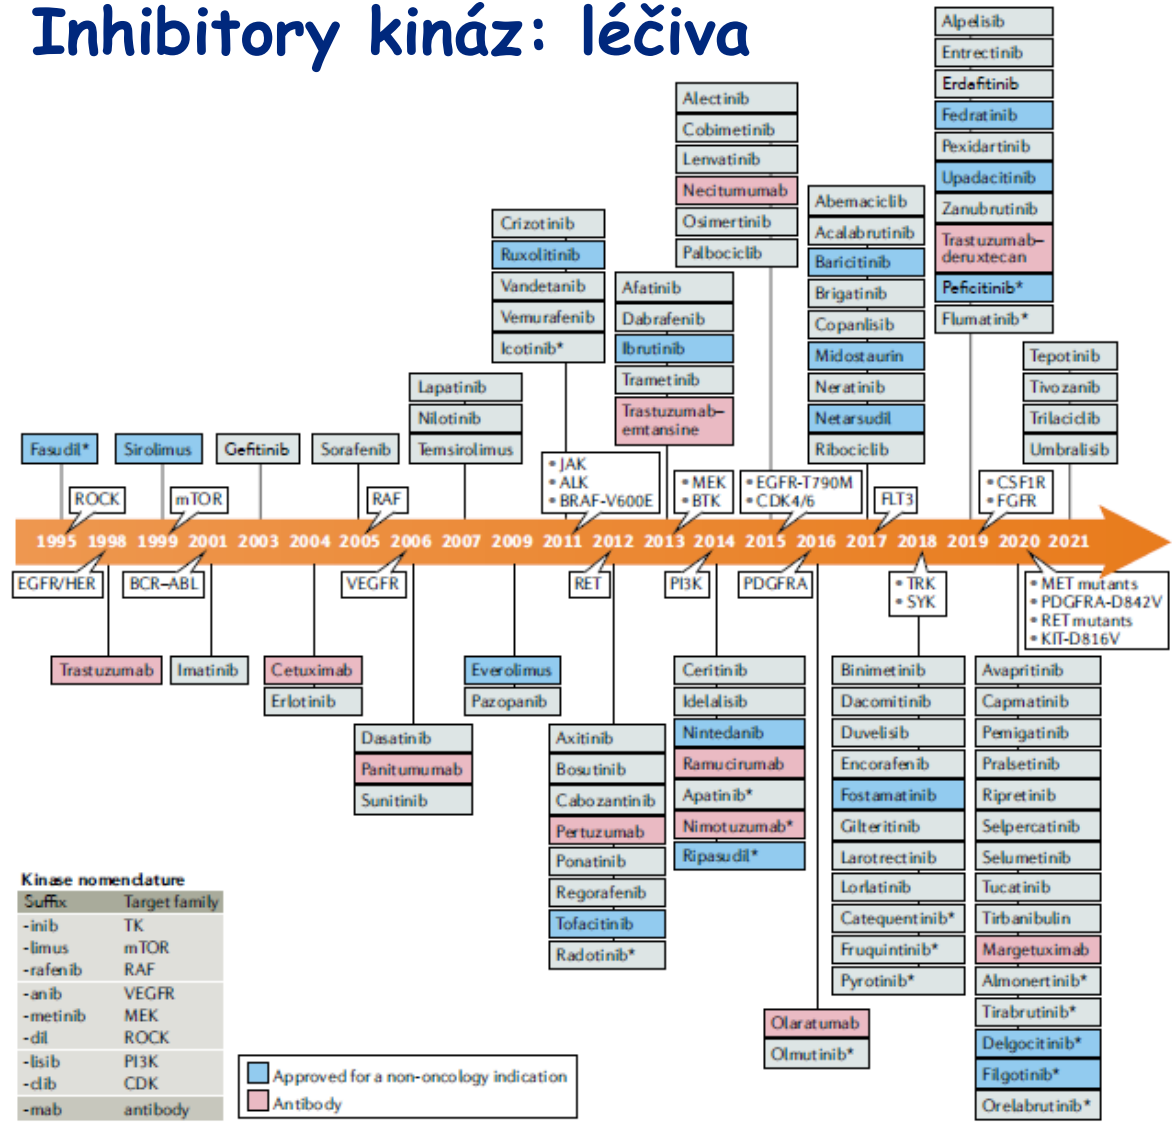 Inhibitory kináz: léčiva
Alpelisib
Entrectinib
Erdafitinib
Fedratinib
Pexidartinib
Upadacitinib
Zanubrutinib
Trastuzumab–
deruxtecan
Peficitinib*
Flumatinib*
Alectinib
Cobimetinib
Lenvatinib
Necitumumab
Osimertinib
Palbociclib
Abemaciclib
Acalabrutinib
Baricitinib
Brigatinib
Copanlisib
Midostaurin
Neratinib
Netarsudil
Ribociclib
Crizotinib
Ruxolitinib
Vandetanib
Vemurafenib
Icotinib*
Afatinib
Dabrafenib
Ibrutinib
Trametinib
Trastuzumab–
emtansine
Tepotinib
Tivozanib
Trilaciclib
Umbralisib
Lapatinib
Nilotinib
Temsirolimus
Fasudil*
Sirolimus
Gefitinib
Sorafenib
ROCK
mTOR
RAF
• JAK
• ALK
• BRAF-V600E
• MEK
• BTK
• EGFR-T790M
• CDK4/6
FLT3
• CSF1R
• FGFR
1995 1998 1999 2001 2003 2004 2005 2006 2007 2009 2011 2012 2013 2014 2015 2016 2017 2018 2019 2020 2021
EGFR/HER
BCR–ABL
VEGFR
RET
PI3K
PDGFRA
• TRK
• SYK
• MET mutants
• PDGFRA-D842V
• RET mutants
• KIT-D816V
Trastuzumab
Imatinib
Cetuximab
Erlotinib
Dasatinib
Panitumumab
Sunitinib
Everolimus
Pazopanib
Axitinib
Bosutinib
Cabozantinib
Pertuzumab
Ponatinib
Regorafenib
Tofacitinib
Radotinib*
Ceritinib
Idelalisib
Nintedanib
Ramucirumab
Apatinib*
Nimotuzumab*
Ripasudil*
Olaratumab
Olmutinib*
Binimetinib
Dacomitinib
Duvelisib
Encorafenib
Fostamatinib
Gilteritinib
Larotrectinib
Lorlatinib
Catequentinib*
Fruquintinib*
Pyrotinib*
Avapritinib
Capmatinib
Pemigatinib
Pralsetinib
Ripretinib
Selpercatinib
Selumetinib
Tucatinib
Tirbanibulin
Margetuximab
Almonertinib*
Tirabrutinib*
Delgocitinib*
Filgotinib*
Orelabrutinib*
Kinase nomenclature
Suffix Target family
-inib TK
-limus mTOR
-rafenib RAF
-anib VEGFR
-metinib MEK
-dil ROCK
-lisib PI3K
-clib CDK
-mab antibody
Approved for a non-oncology indication
Antibody